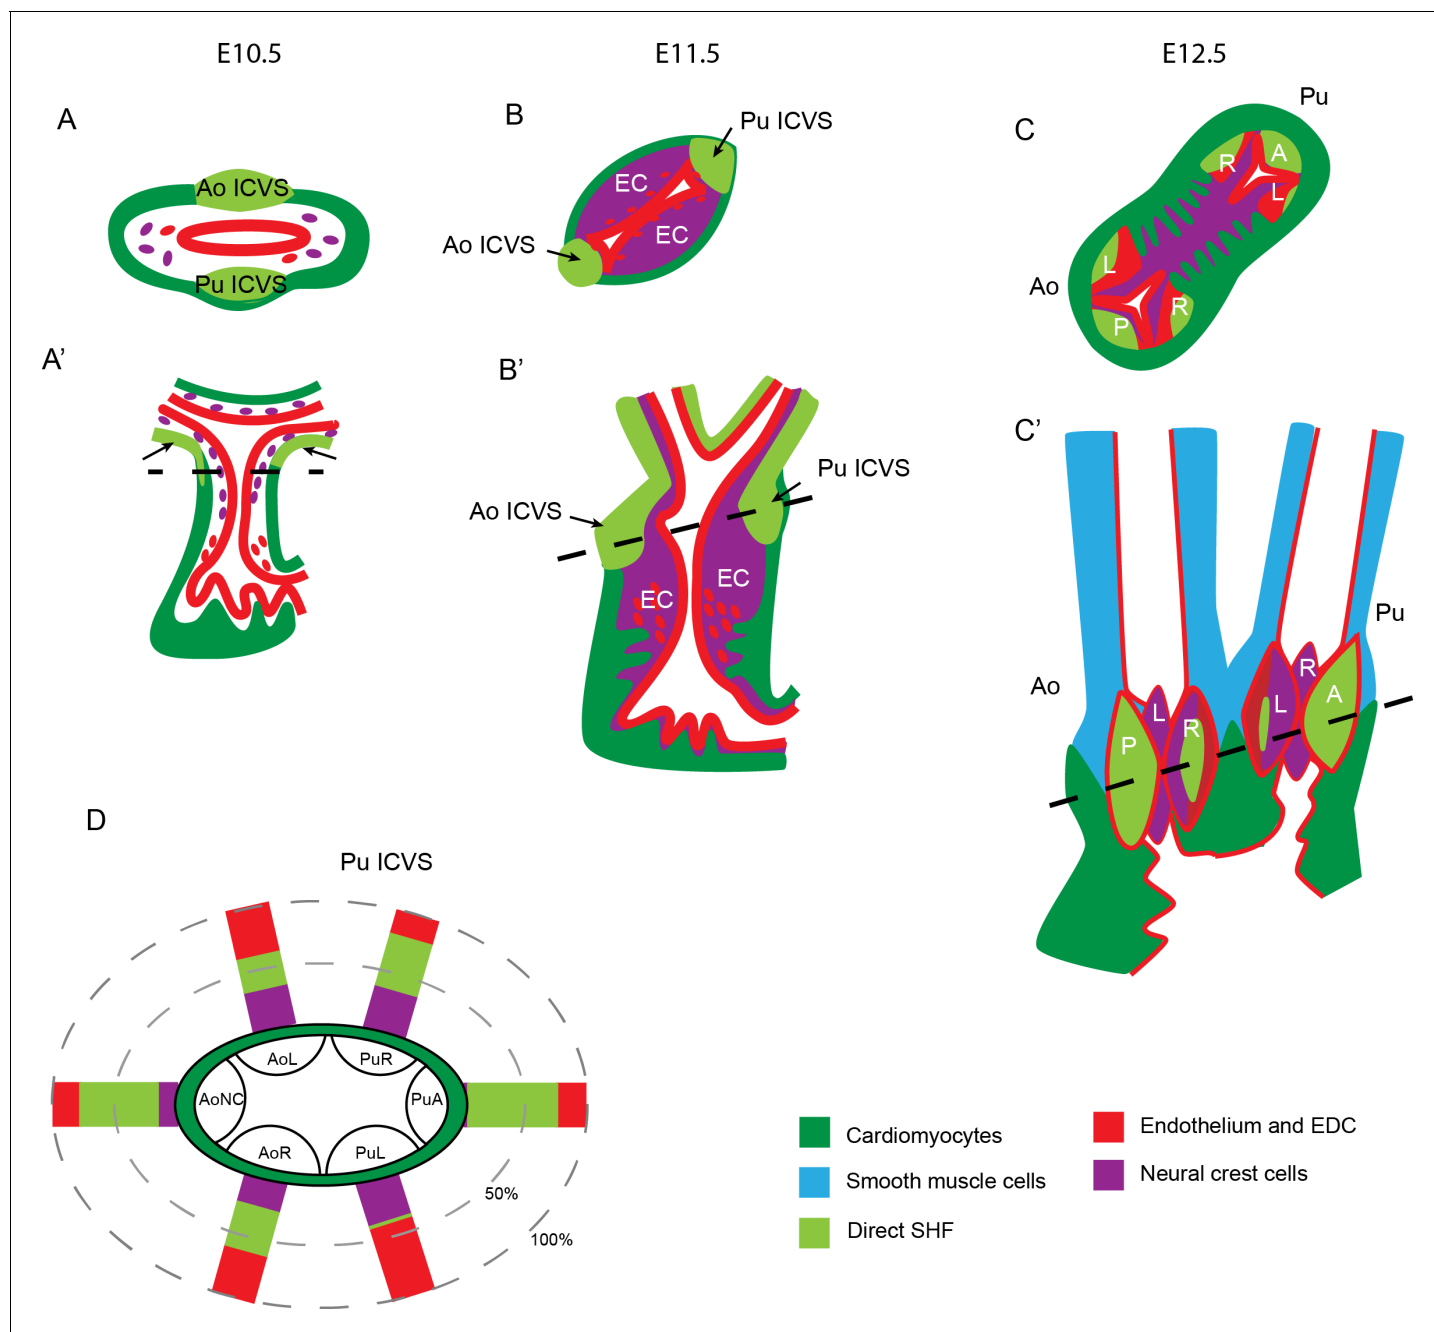 E10.5
E11.5
E12.5
A
Ao ICVS
Pu ICVS
B
Pu ICVS
EC
EC
Ao ICVS
C
Pu
R
A
L
L
Ao
R
P
A’
B’
Pu ICVS
Ao ICVS
EC
EC
C’
Pu
Ao
R
L
A
L
R
P
D
Pu ICVS
AoL
PuR
AoNC
PuA
AoR
PuL
50%
100%
Cardiomyocytes
Smooth muscle cells
Direct SHF
Endothelium and EDC
Neural crest cells